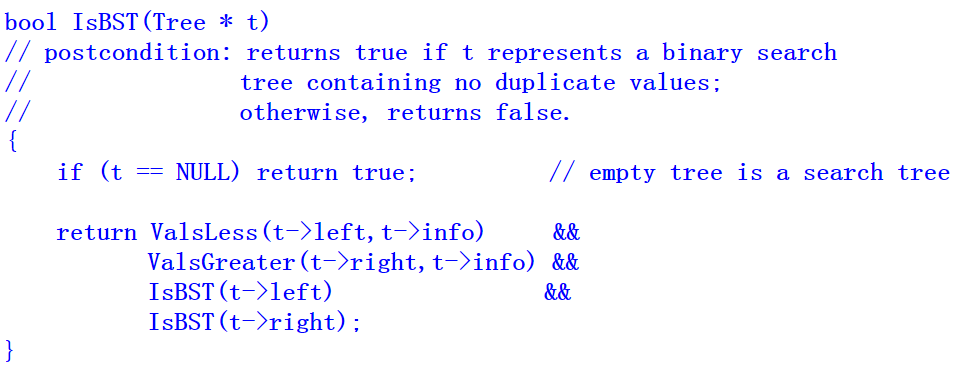 bool IsBST(Tree * t)
// postcondition: returns true if t represents a binary search
// tree containing no duplicate values;
// otherwise, returns false.
{
if (t == NULL) return true; // empty tree is a search tree
return ValsLess(t->left,t->info) &&
ValsGreater(t->right,t->info) &&
IsBST(t->left) &&
IsBST(t->right);
}